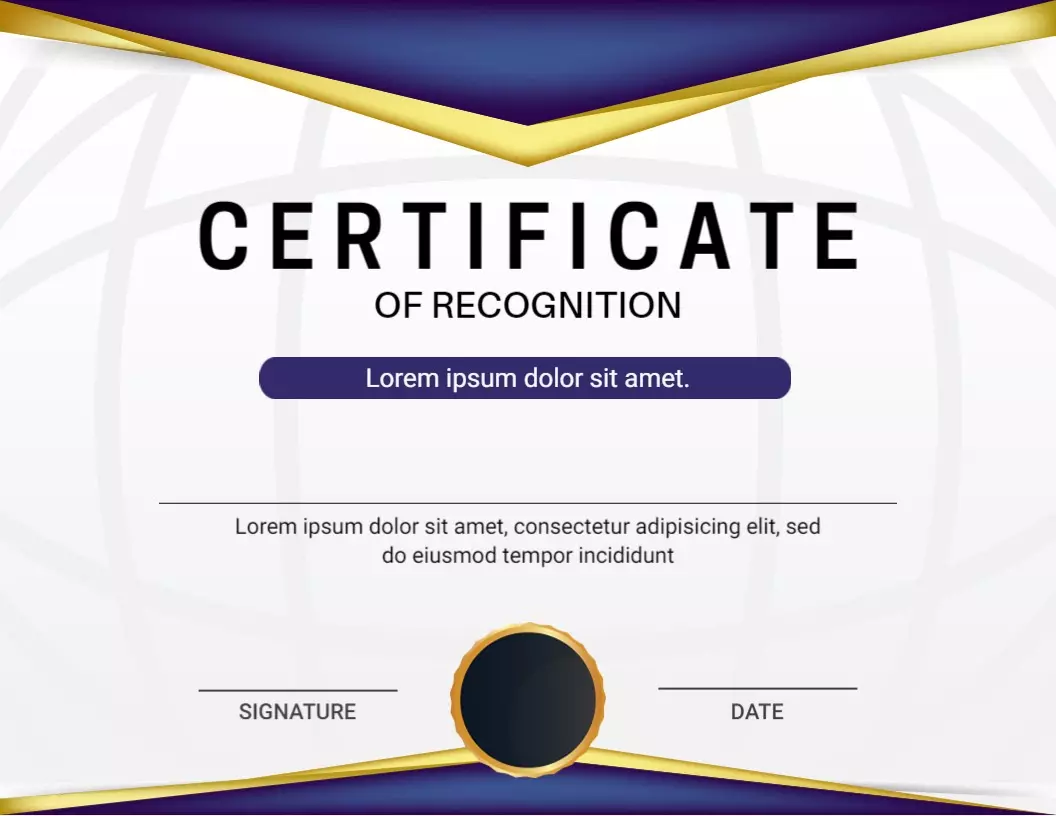 CERTIFICATE
OF RECOGNITION
Lorem ipsum dolor sit amet.
Lorem ipsum dolor sit amet, consectetur adipisicing elit, sed
do eiusmod tempor incididunt
SIGNATURE
DATE